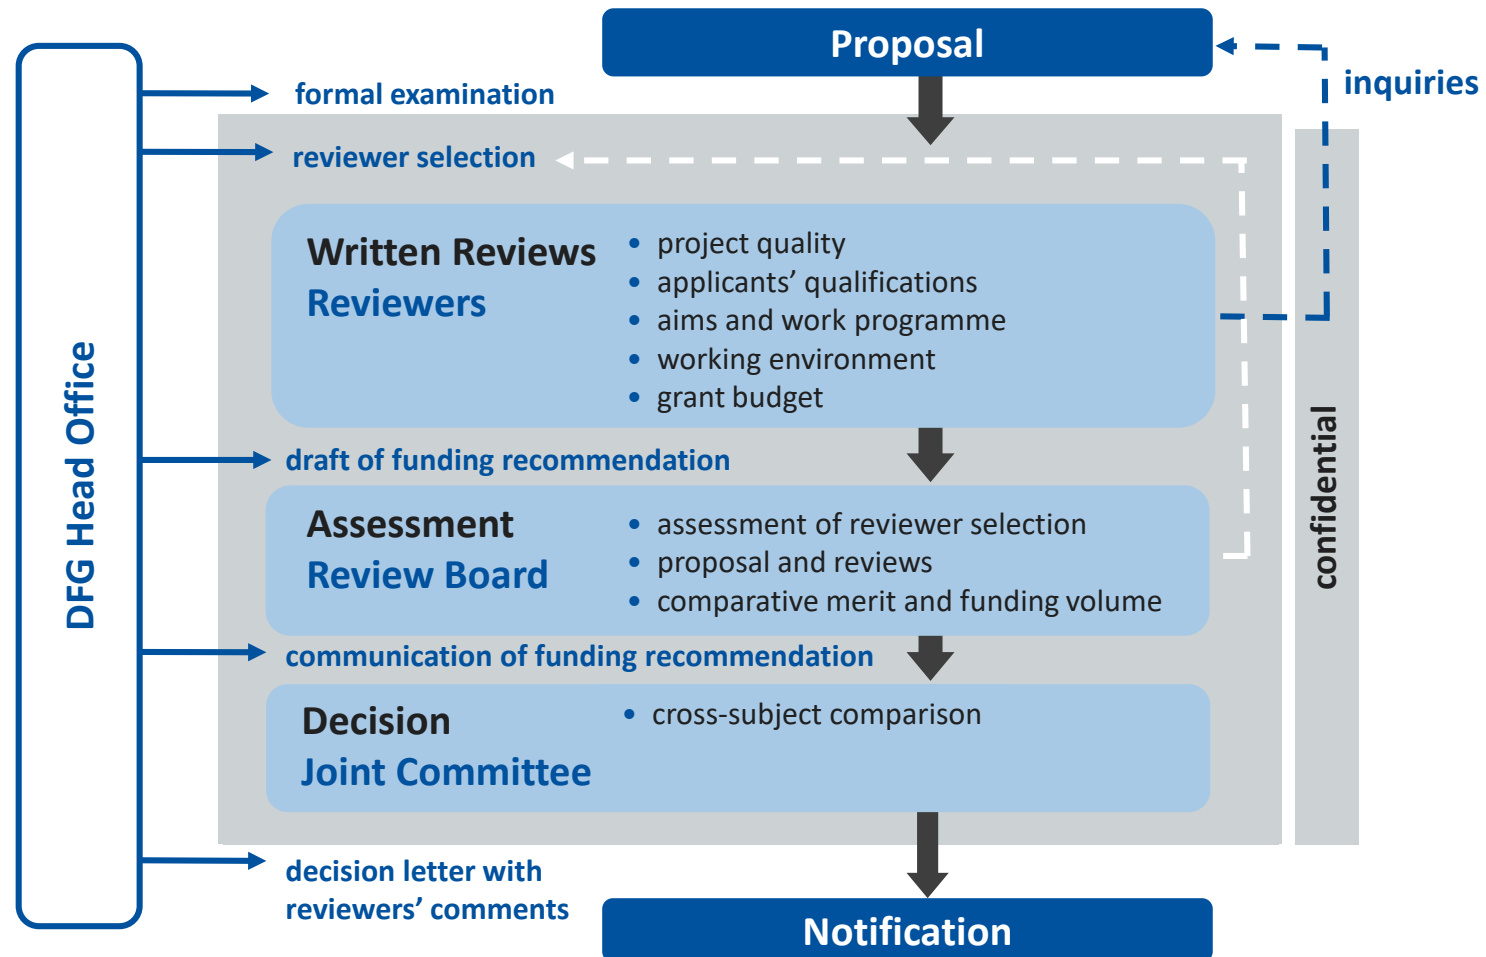 Proposal
inquiries
formal examination
reviewer selection
Written Reviews
Reviewers
• project quality
• applicants’ qualifications
• aims and work programme
• working environment
• grant budget
DFG Head Office
confidential
draft of funding recommendation
Assessment
Review Board
• assessment of reviewer selection
• proposal and reviews
• comparative merit and funding volume
communication of funding recommendation
Decision
Joint Committee
• cross-subject comparison
decision letter with
reviewers’ comments
Notification